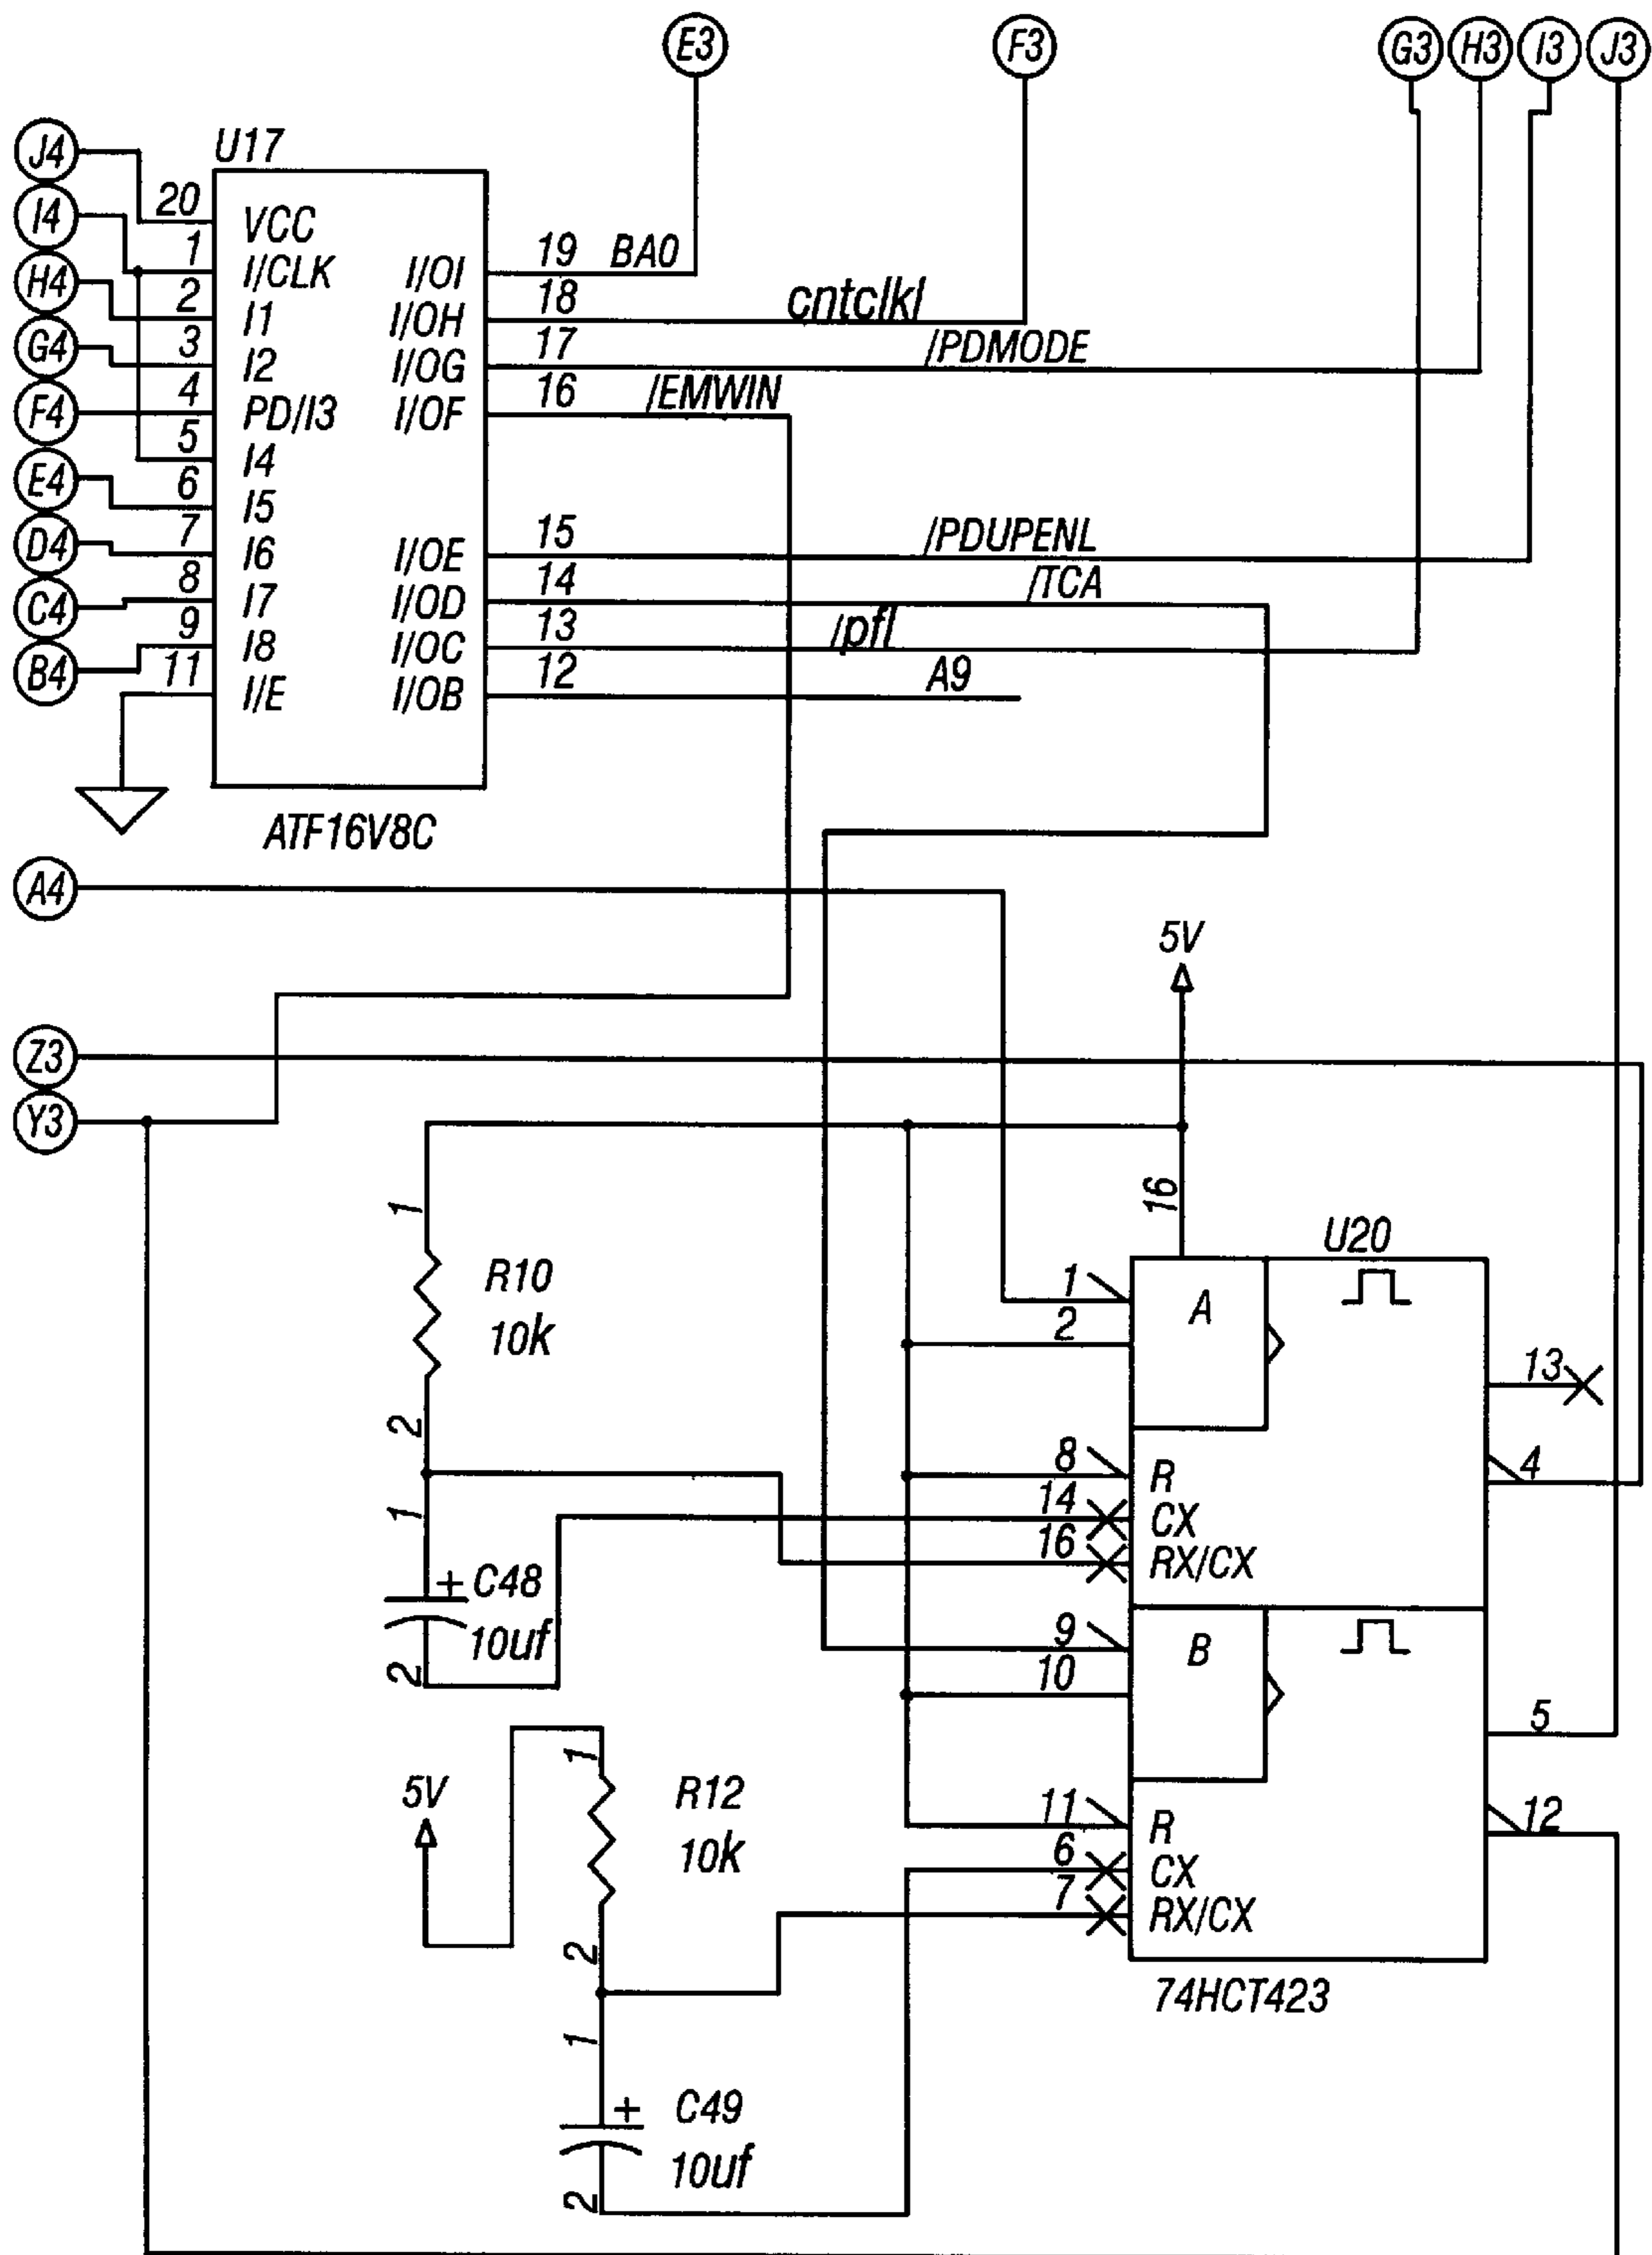 E3
F3
G3
H3
I3
J3
J4
I4
H4
G4
F4
E4
D4
C4
B4
U17
20
1
2
3
4
5
6
7
8
9
11
VCC
I/CLK
I1
I2
PD/I3
I4
I5
I6
I7
I8
I/E
I/OI
I/OH
I/OG
I/OF
I/OE
I/OD
I/OC
I/OB
19 BA0
18 cntclkl
17 /PDMODE
16 /EMWIN
15 /PDUPENL
14 /TCA
13 /pfl
12 A9
ATF16V8C
A4
5V
Z3
Y3
16
U20
1
R10
10k
2
1
+ C48
10uf
2
1
2
A
13
8 R
4
14 CX
16 RX/CX
9
10
B
5
11 R
12
6 CX
7 RX/CX
74HCT423
5V
1
R12
10k
2
1
+ C49
10uf
2